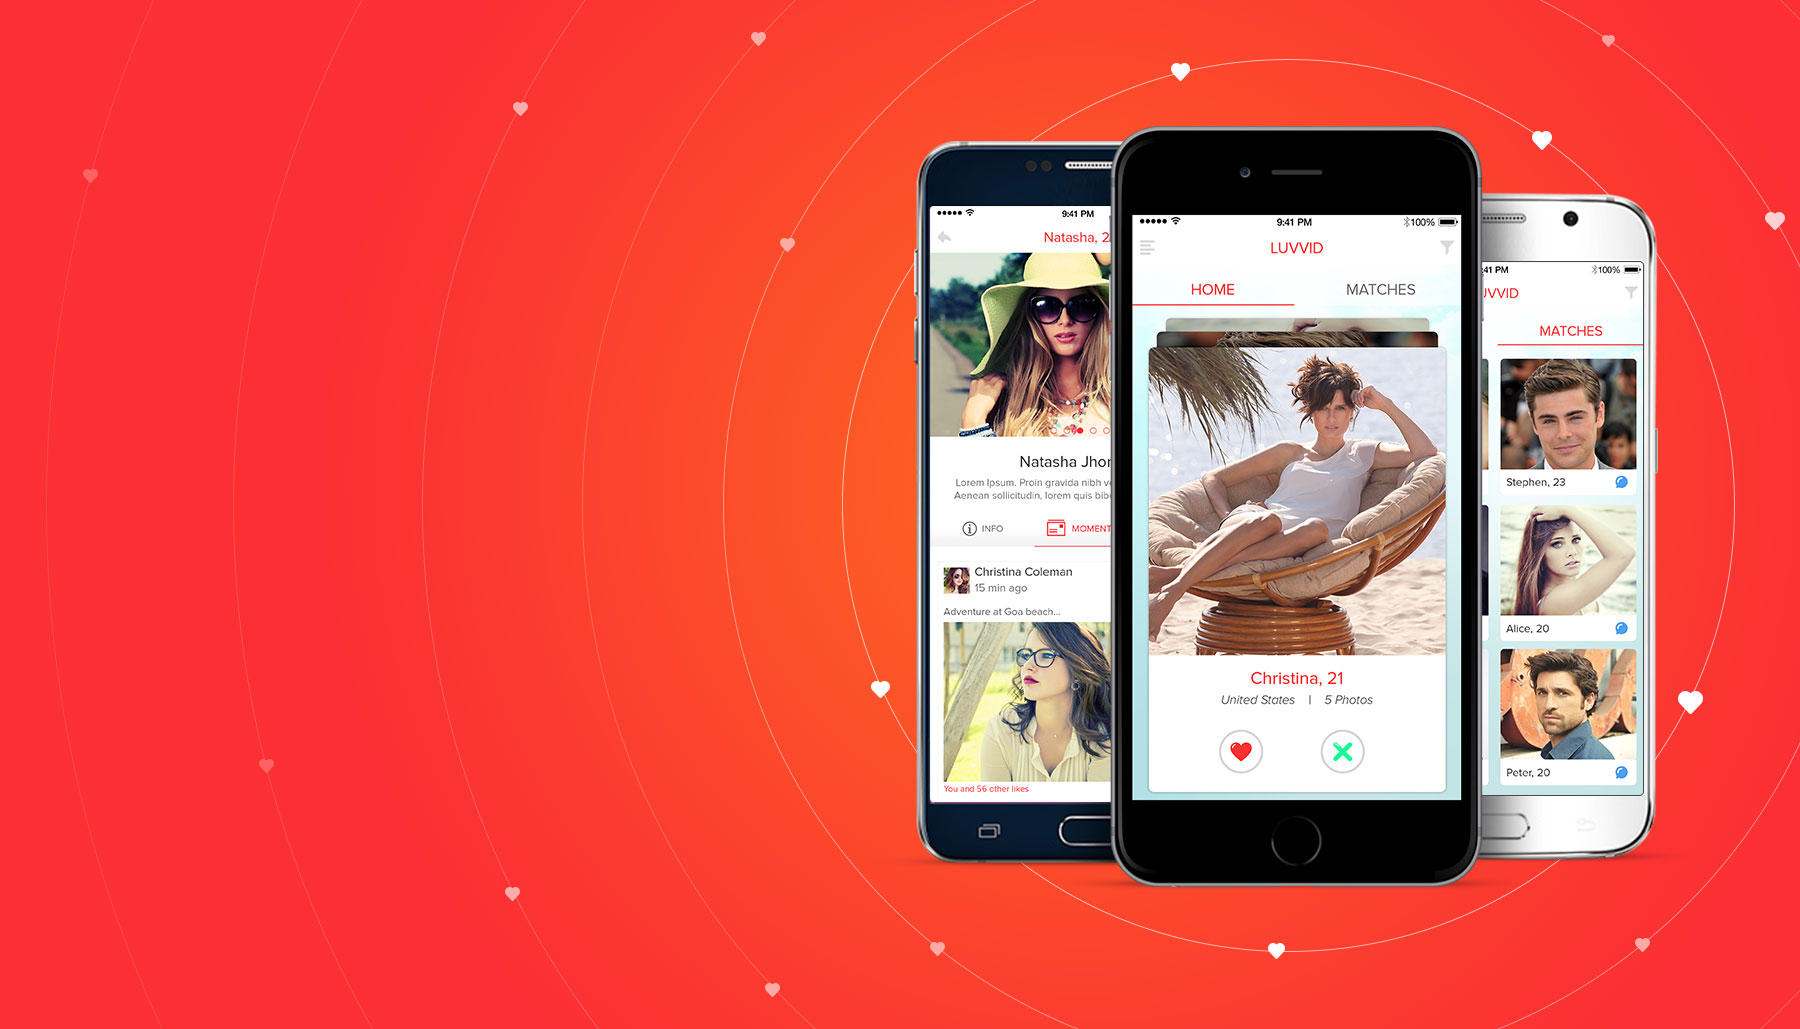 9:41 PM
Natasha, 2
Natasha Jhor
Lorem Ipsum. Proin gravida nibh
Aenean sollicitudin, lorem quis
INFO
MOMENT
Christina Coleman
15 min ago
Adventure at Goa beach...
You and 56 other likes
9:41 PM
100%
LUVVID
HOME
MATCHES
Christina, 21
United States | 5 Photos
:41 PM
100%
UVVID
MATCHES
Stephen, 23
Alice, 20
Peter, 20